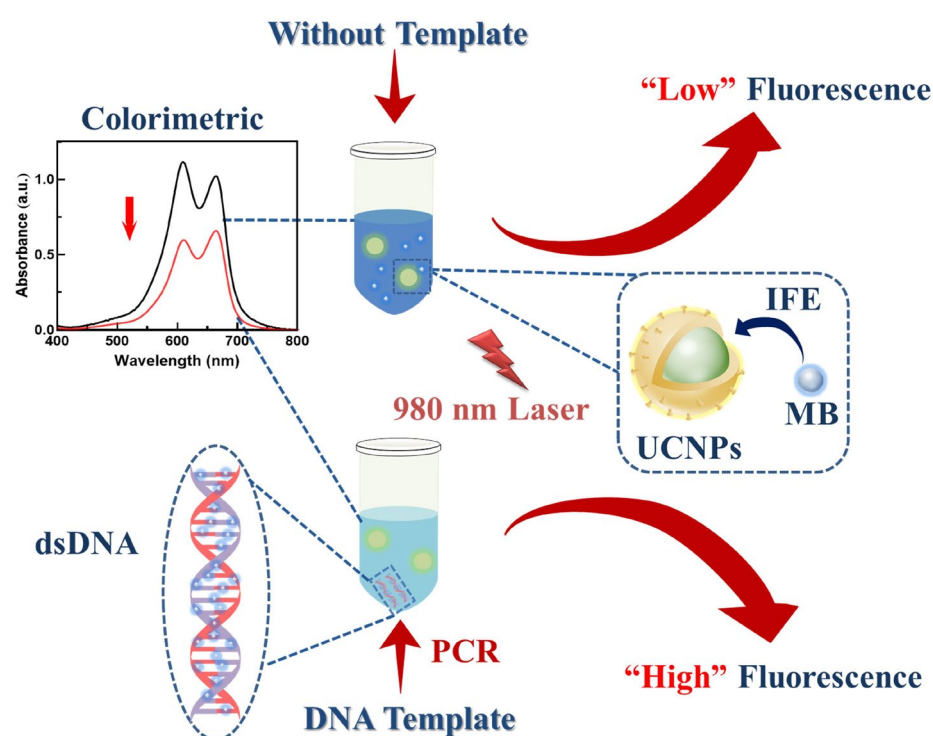 Without Template
“Low” Fluorescence
Colorimetric
Absorbance (a.u.)
1.0
0.5
0.0
400 500 600 700 800
Wavelength (nm)
980 nm Laser
IFE
MB
UCNPs
dsDNA
PCR
DNA Template
“High” Fluorescence